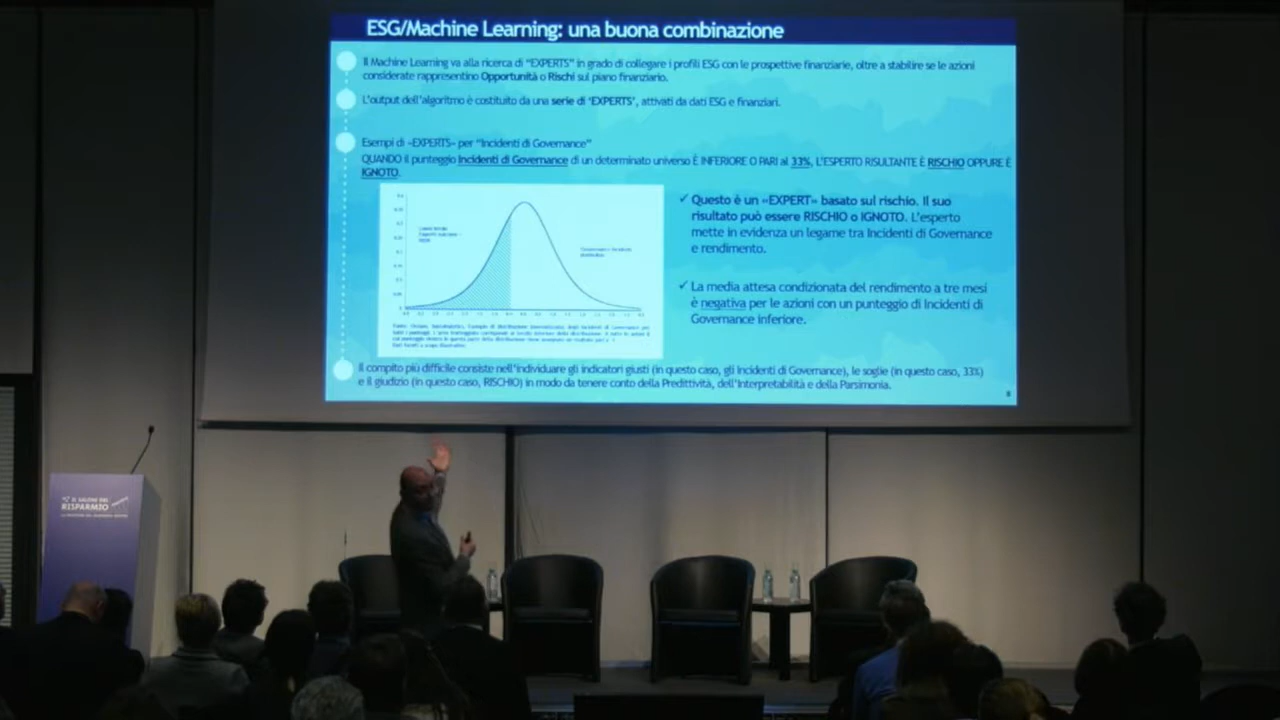 ESG/Machine Learning: una buona combinazione
Il Machine Learning va alla ricerca di "EXPERTS" in grado di collegare i profili ESG con le prospettive finanziarie, oltre a stabilire se le azioni
considerate rappresentino Opportunità o Rischi sul piano finanziario.
L'output dell'algoritmo è costituito da una serie di 'EXPERTS', attivati da dati ESG e finanziari.
Esempi di «EXPERTS» per "Incidenti di Governance"
QUANDO il punteggio Incidenti di Governance di un determinato universo È INFERIORE O PARI al 33%, L'ESPERTO RISULTANTE È RISCHIO OPPURE É
IGNOTO.
✓ Questo è un «EXPERT» basato sul rischio. Il suo
risultato può essere RISCHIO o IGNOTO. L'esperto
mette in evidenza un legame tra Incidenti di Governance
e rendimento.
✓ La media attesa condizionata del rendimento a tre mesi
è negativa per le azioni con un punteggio di Incidenti di
Governance inferiore.
Il compito più difficile consiste nell'individuare gli indicatori giusti (in questo caso, gli Incidenti di Governance), le soglie (in questo caso, 33%)
e il giudizio (in questo caso, RISCHIO) in modo da tenere conto della Predittività, dell'Interpretabilità e della Parsimonia.
8
IL SALONE DEL
RISPARMIO